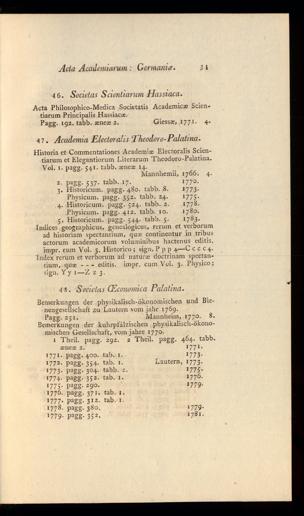 Acta Academiarum: Germaniæ. 31
46. Societas Scientiarum Hassiaca.
Acta Philosophico-Medica Societatis Academicæ Scien-
tiarum Principalis Hassiacæ.
Pagg. 192. tabb. æneæ 2. Giessæ, 1771. 4.
47. Academia Electoralis Theodoro-Palatina.
Historia et Commentationes Academiæ Electoralis Scien-
tiarum et Elegantiorum Literarum Theodoro-Palatinæ.
Vol. 1. pagg. 541. tabb. æneæ 14.
Mannhemii, 1766. 4.
2. pagg. 537. tabb. 17. 1770.
3. Historicum. pagg. 480. tabb. 8. 1773.
Physicum. pagg. 352. tabb. 24. 1775.
4. Historicum. pagg. 524. tabb. 2. 1778.
Physicum. pagg. 412. tabb. 10. 1780.
5. Historicum. pagg. 544. tabb. 5. 1783.
Indices geographicus, genealogicus, rerum et verborum
ad historiam spectantium, quæ continentur in tribus
actorum academicorum voluminibus hactenus editis.
impr. cum Vol. 5. Historico; sign. P p p 4—C c c c 4.
Index rerum et verborum ad naturæ doctrinam spectan-
tium, quæ - - - editis. impr. cum Vol. 3. Physico;
sign. Y y 1—Z z 3.
48. Societas Œconomica Palatina.
Bemerkungen der physikalisch-ökonomischen und Bie-
nengesellschaft zu Lautern vom jahr 1769.
Pagg. 251. Mannheim, 1770. 8.
Bemerkungen der kuhrpfälzischen physikalisch-ökono-
mischen Gesellschaft, vom jahre 1770.
1 Theil. pagg. 292. 2 Theil. pagg. 464. tabb.
æneæ 2. 1771.
1771. pagg. 400. tab. 1. 1773.
1772. pagg. 354. tab. 1. Lautern, 1773.
1773. pagg. 304. tabb. 2. 1775.
1774. pagg. 352. tab. 1. 1776.
1775. pagg. 290. 1779.
1776. pagg. 371. tab. 1.
1777. pagg. 312. tab. 1.
1778. pagg. 380. 1779.
1779. pagg. 352. 1781.